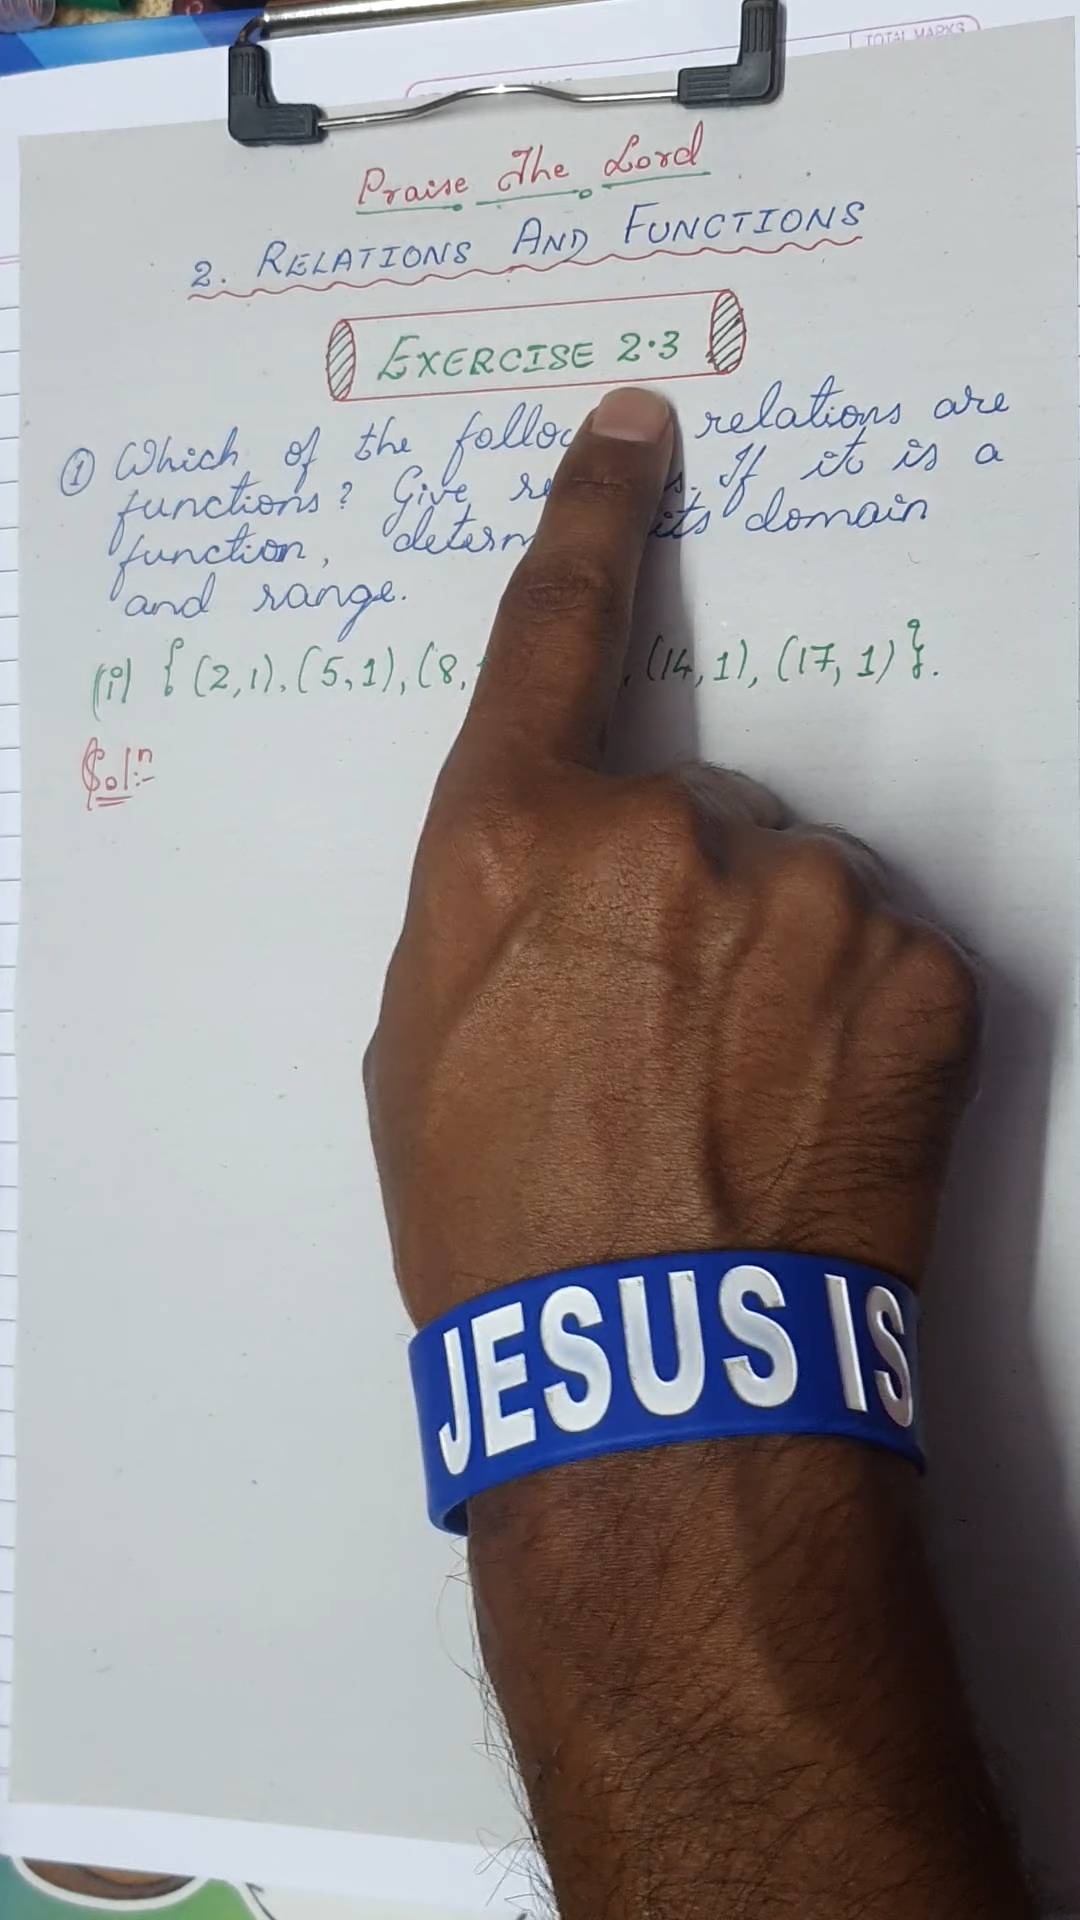 TOTAL MARKS
Praise The Lord
2. RELATIONS AND FUNCTIONS
EXERCISE 2.3
① Which of the relations are
functions? Give If it is a
function, its domain
and range.
(i) { (2,1), (5,1), (8, , (14,1), (17,1) }.
Solⁿ:-
JESUS IS